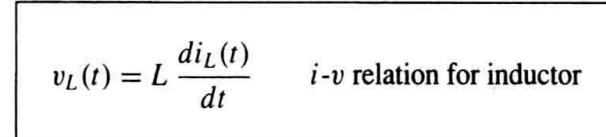 v_L(t) = L di_L(t)/dt i-v relation for inductor